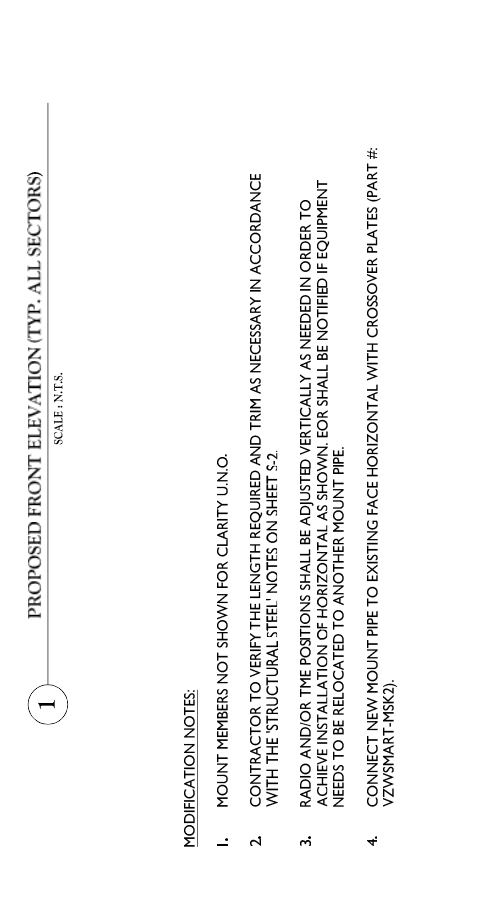 1 PROPOSED FRONT ELEVATION (TYP. ALL SECTORS)
SCALE : N.T.S.
MODIFICATION NOTES:
1. MOUNT MEMBERS NOT SHOWN FOR CLARITY U.N.O.
2. CONTRACTOR TO VERIFY THE LENGTH REQUIRED AND TRIM AS NECESSARY IN ACCORDANCE
WITH THE 'STRUCTURAL STEEL' NOTES ON SHEET S-2.
3. RADIO AND/OR TME POSITIONS SHALL BE ADJUSTED VERTICALLY AS NEEDED IN ORDER TO
ACHIEVE INSTALLATION OF HORIZONTAL AS SHOWN. EOR SHALL BE NOTIFIED IF EQUIPMENT
NEEDS TO BE RELOCATED TO ANOTHER MOUNT PIPE.
4. CONNECT NEW MOUNT PIPE TO EXISTING FACE HORIZONTAL WITH CROSSOVER PLATES (PART #:
VZWSMART-MSK2).